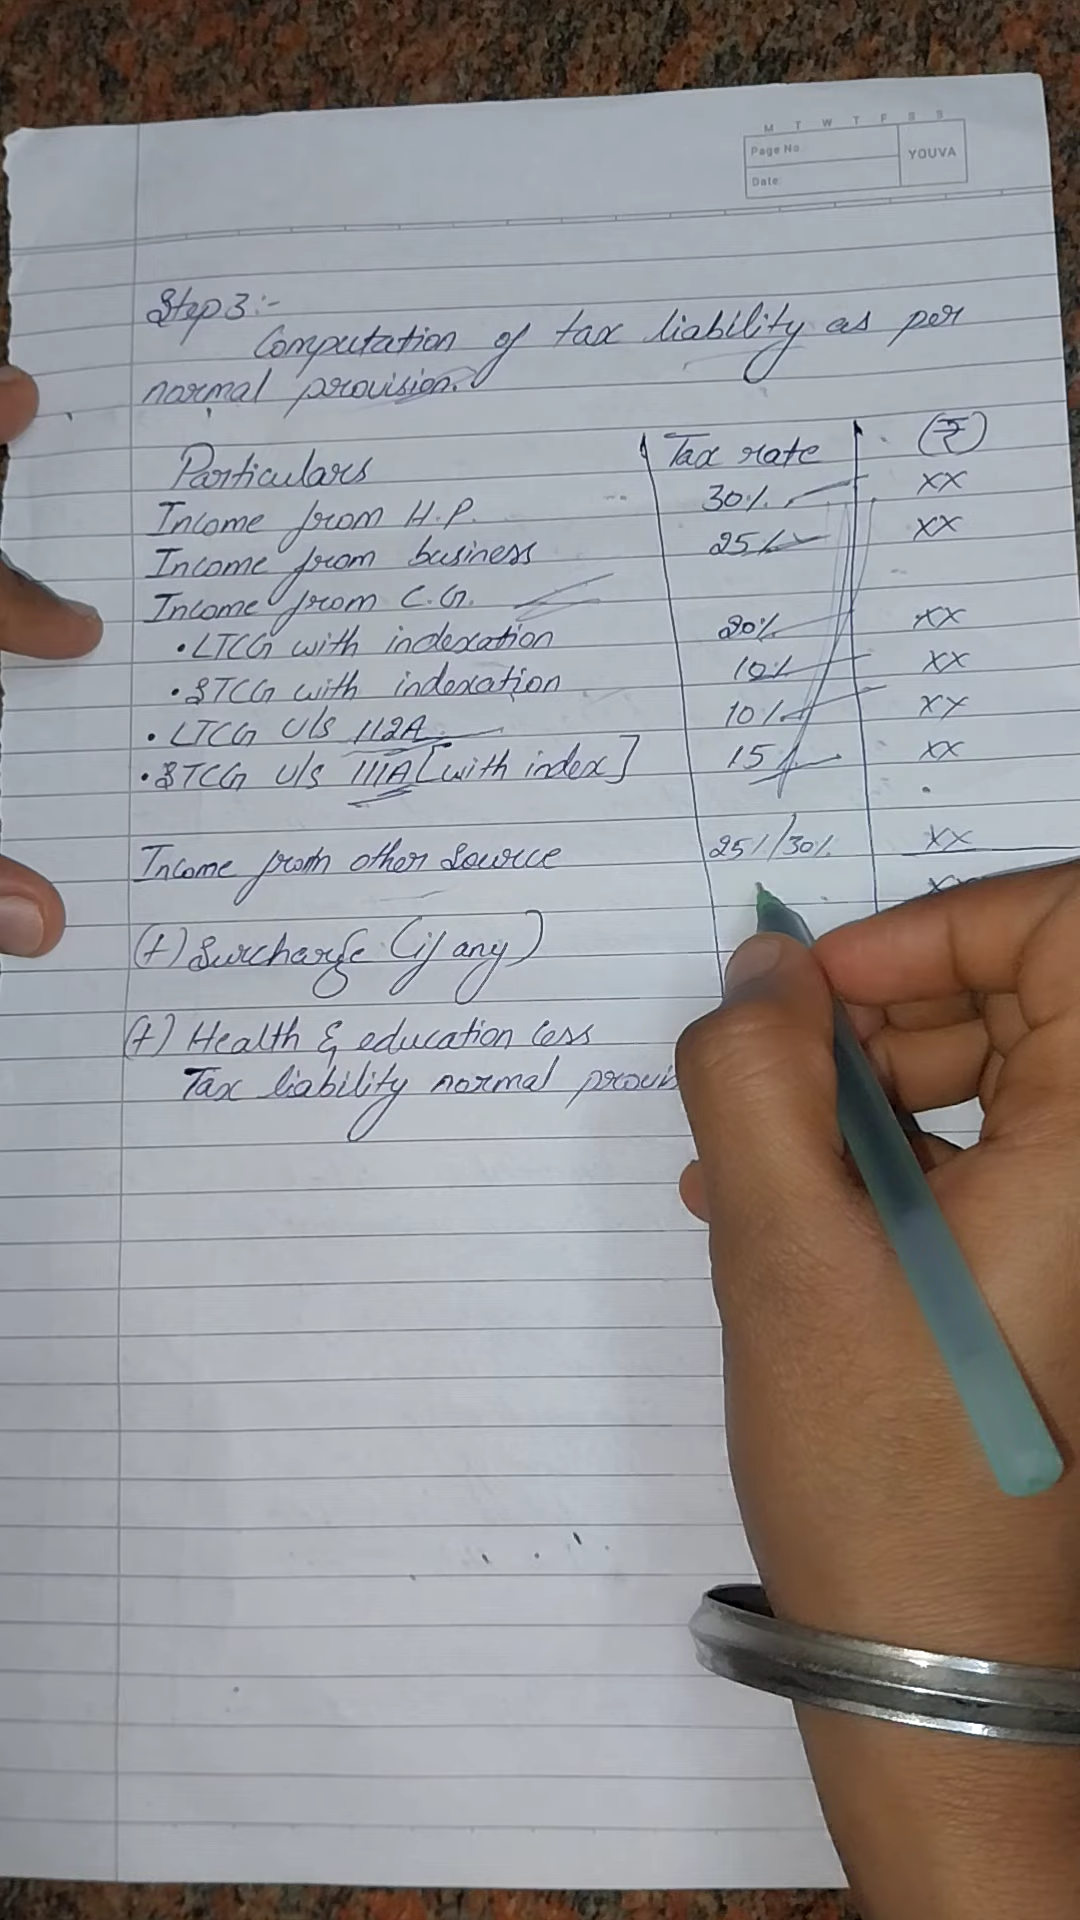 M T W T F S S
Page No
YOUVA
Date:
Step 3:-
Computation of tax liability as per
normal provision.
Particulars Tax rate (₹)
Income from H.P. 30% XX
Income from business 25% XX
Income from C.G.
• LTCG with indexation 20% XX
• STCG with indexation 10% XX
• LTCG U/s 112A 10% XX
• STCG U/s 111A [with index] 15% XX
Income from other source 25%/30% XX
(+) Surcharge (if any)
(+) Health & education cess
Tax liability normal